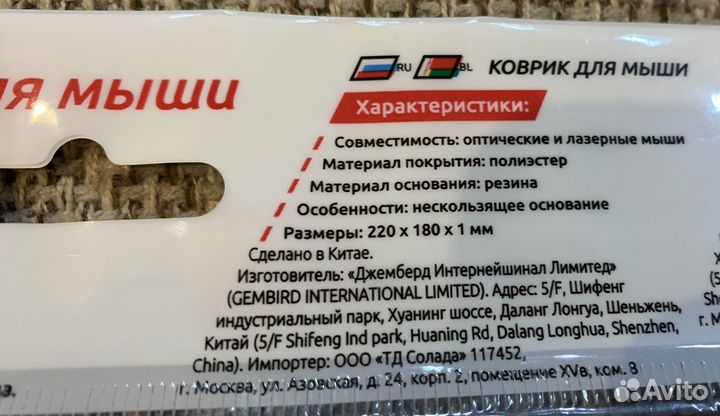 ля мыши
RU BL КОВРИК ДЛЯ МЫШИ
Характеристики:
Совместимость: оптические и лазерные мыши
Материал покрытия: полиэстер
Материал основания: резина
Особенности: нескользящее основание
Размеры: 220 x 180 x 1 мм
Сделано в Китае.
Изготовитель: «Джемберд Интернейшинал Лимитед»
(GEMBIRD INTERNATIONAL LIMITED). Адрес: 5/F, Шифенг
индустриальный парк, Хуанинг шоссе, Даланг Лонгуа, Шеньжень,
Китай (5/F Shifeng Ind park, Huaning Rd, Dalang Longhua, Shenzhen,
China). Импортер: ООО «ТД Солада» 117452,
г. Москва, ул. Азовская, д. 24, корп. 2, помещение XVв, ком. 8
Avito